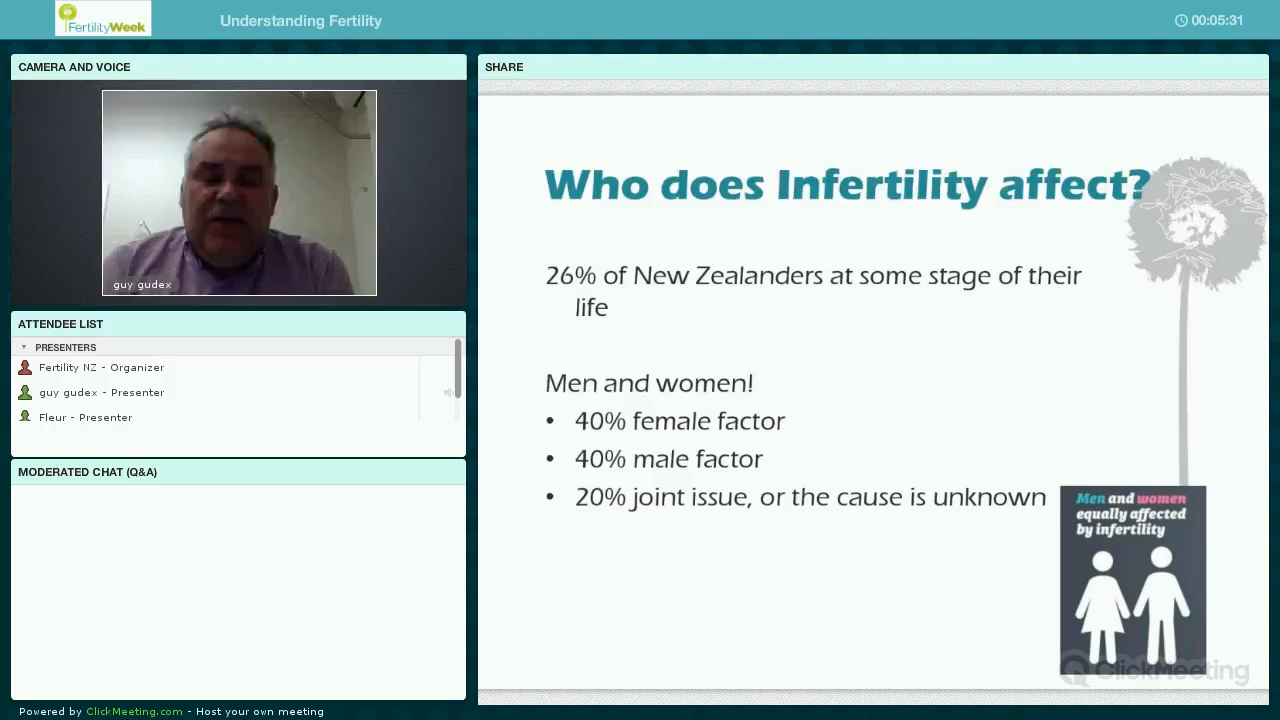 FertilityWeek
Understanding Fertility
00:05:31
CAMERA AND VOICE
guy gudex
ATTENDEE LIST
PRESENTERS
Fertility NZ - Organizer
guy gudex - Presenter
Fleur - Presenter
MODERATED CHAT (Q&A)
SHARE
Who does Infertility affect?
26% of New Zealanders at some stage of their
life
Men and women!
• 40% female factor
• 40% male factor
• 20% joint issue, or the cause is unknown
Men and women
equally affected
by infertility
ClickMeeting
Powered by ClickMeeting.com - Host your own meeting